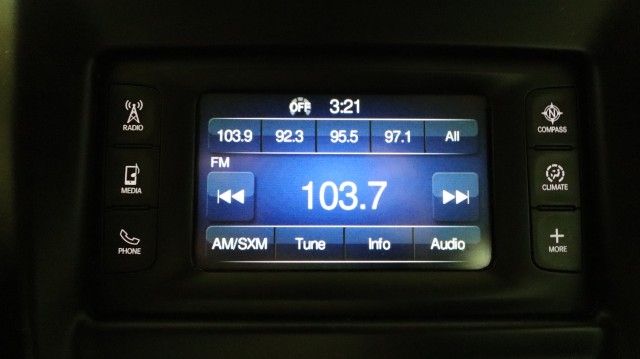 OFF 3:21
103.9 92.3 95.5 97.1 All
FM
103.7
AM/SXM Tune Info Audio
RADIO
MEDIA
PHONE
N
COMPASS
CLIMATE
MORE